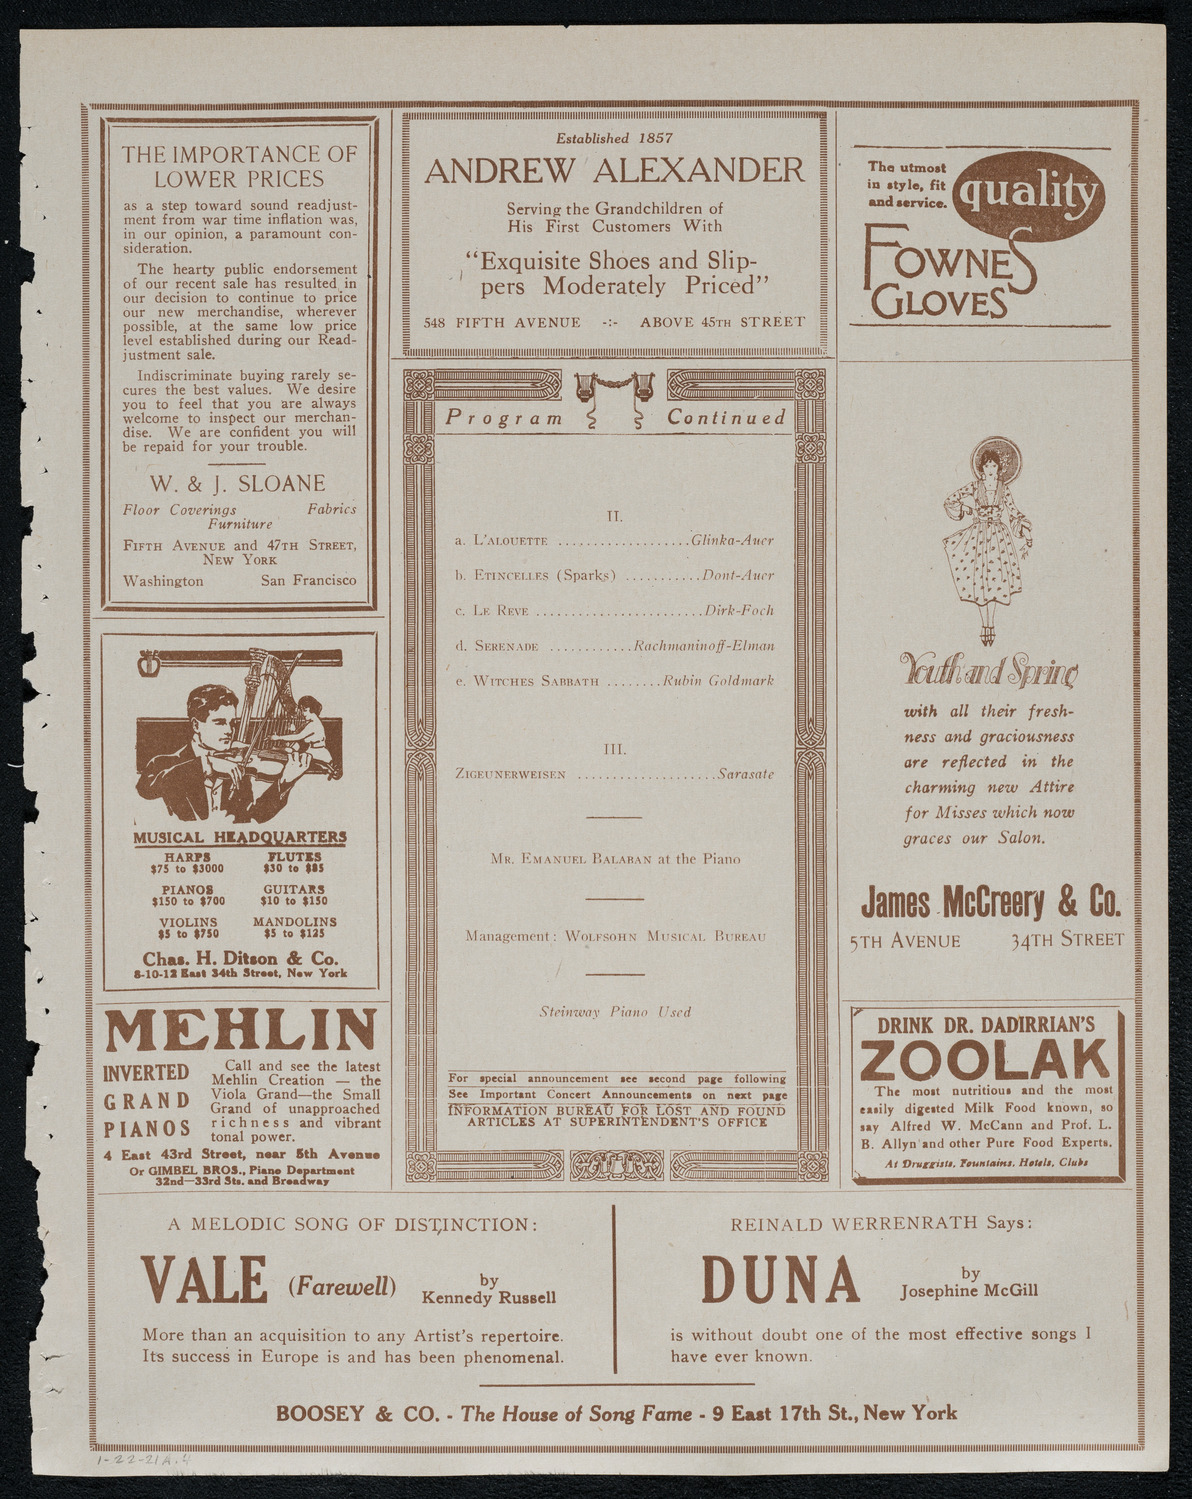 THE IMPORTANCE OF
LOWER PRICES
as a step toward sound readjust-
ment from war time inflation was,
in our opinion, a paramount con-
sideration.
The hearty public endorsement
of our recent sale has resulted in
our decision to continue to price
our new merchandise, wherever
possible, at the same low price
level established during our Read-
justment sale.
Indiscriminate buying rarely se-
cures the best values. We desire
you to feel that you are always
welcome to inspect our merchan-
dise. We are confident you will
be repaid for your trouble.
W. & J. SLOANE
Floor Coverings Fabrics
Furniture
FIFTH AVENUE and 47TH STREET,
NEW YORK
Washington San Francisco
MUSICAL HEADQUARTERS
HARPS FLUTES
$75 to $3000 $30 to $85
PIANOS GUITARS
$150 to $700 $10 to $150
VIOLINS MANDOLINS
$5 to $750 $5 to $125
Chas. H. Ditson & Co.
8-10-12 East 34th Street, New York
MEHLIN
INVERTED
GRAND
PIANOS
Call and see the latest
Mehlin Creation — the
Viola Grand—the Small
Grand of unapproached
richness and vibrant
tonal power.
4 East 43rd Street, near 5th Avenue
Or GIMBEL BROS., Piano Department
32nd—33rd Sts. and Broadway
Established 1857
ANDREW ALEXANDER
Serving the Grandchildren of
His First Customers With
"Exquisite Shoes and Slip-
pers Moderately Priced"
548 FIFTH AVENUE -:- ABOVE 45TH STREET
Program Continued
II.
a. L'ALOUETTE ...................Glinka-Auer
b. ETINCELLES (Sparks) ...........Dont-Auer
c. LE REVE ........................Dirk-Foch
d. SERENADE ............Rachmaninoff-Elman
e. WITCHES SABBATH ........Rubin Goldmark
III.
ZIGEUNERWEISEN ....................Sarasate
MR. EMANUEL BALABAN at the Piano
Management: WOLFSOHN MUSICAL BUREAU
Steinway Piano Used
For special announcement see second page following
See Important Concert Announcements on next page
INFORMATION BUREAU FOR LOST AND FOUND
ARTICLES AT SUPERINTENDENT'S OFFICE
The utmost
in style, fit
and service.
quality
FOWNES
GLOVES
Youth and Spring
with all their fresh-
ness and graciousness
are reflected in the
charming new Attire
for Misses which now
graces our Salon.
James McCreery & Co.
5TH AVENUE 34TH STREET
DRINK DR. DADIRRIAN'S
ZOOLAK
The most nutritious and the most
easily digested Milk Food known, so
say Alfred W. McCann and Prof. L.
B. Allyn and other Pure Food Experts.
At Druggists, Fountains, Hotels, Clubs
A MELODIC SONG OF DISTINCTION:
VALE (Farewell) by
Kennedy Russell
More than an acquisition to any Artist's repertoire.
Its success in Europe is and has been phenomenal.
REINALD WERRENRATH Says:
DUNA by
Josephine McGill
is without doubt one of the most effective songs I
have ever known.
BOOSEY & CO. - The House of Song Fame - 9 East 17th St., New York
1-22-21A.4